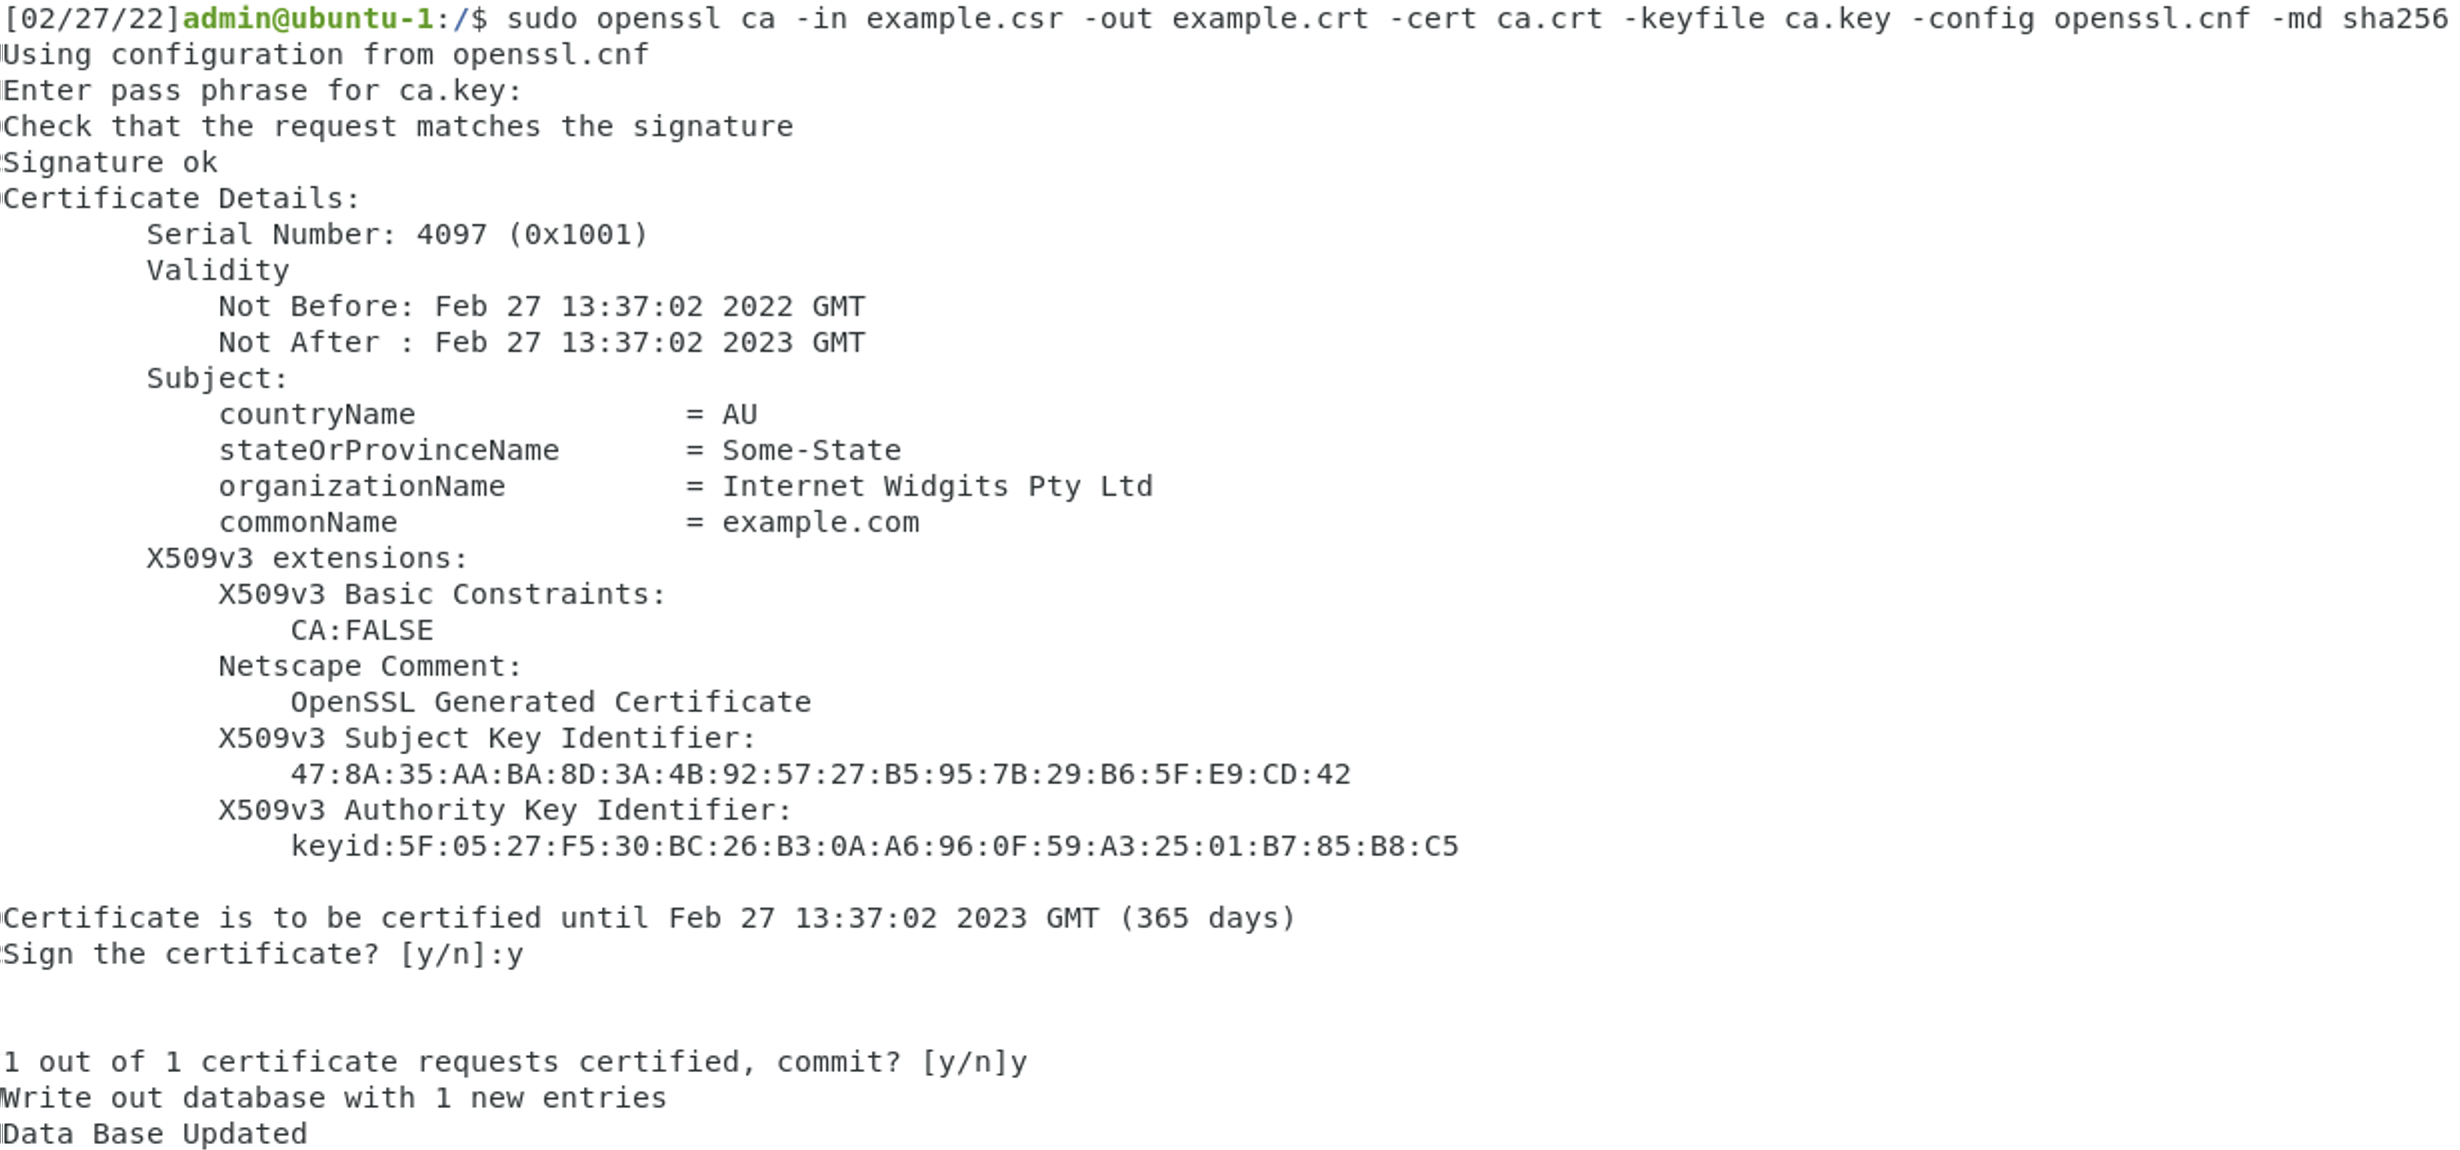 [02/27/22]admin@ubuntu-1:/$ sudo openssl ca -in example.csr -out example.crt -cert ca.crt -keyfile ca.key -config openssl.cnf -md sha256
Using configuration from openssl.cnf
Enter pass phrase for ca.key:
Check that the request matches the signature
Signature ok
Certificate Details:
        Serial Number: 4097 (0x1001)
        Validity
            Not Before: Feb 27 13:37:02 2022 GMT
            Not After : Feb 27 13:37:02 2023 GMT
        Subject:
            countryName               = AU
            stateOrProvinceName       = Some-State
            organizationName          = Internet Widgits Pty Ltd
            commonName                = example.com
        X509v3 extensions:
            X509v3 Basic Constraints:
                CA:FALSE
            Netscape Comment:
                OpenSSL Generated Certificate
            X509v3 Subject Key Identifier:
                47:8A:35:AA:BA:8D:3A:4B:92:57:27:B5:95:7B:29:B6:5F:E9:CD:42
            X509v3 Authority Key Identifier:
                keyid:5F:05:27:F5:30:BC:26:B3:0A:A6:96:0F:59:A3:25:01:B7:85:B8:C5

Certificate is to be certified until Feb 27 13:37:02 2023 GMT (365 days)
Sign the certificate? [y/n]:y


1 out of 1 certificate requests certified, commit? [y/n]y
Write out database with 1 new entries
Data Base Updated